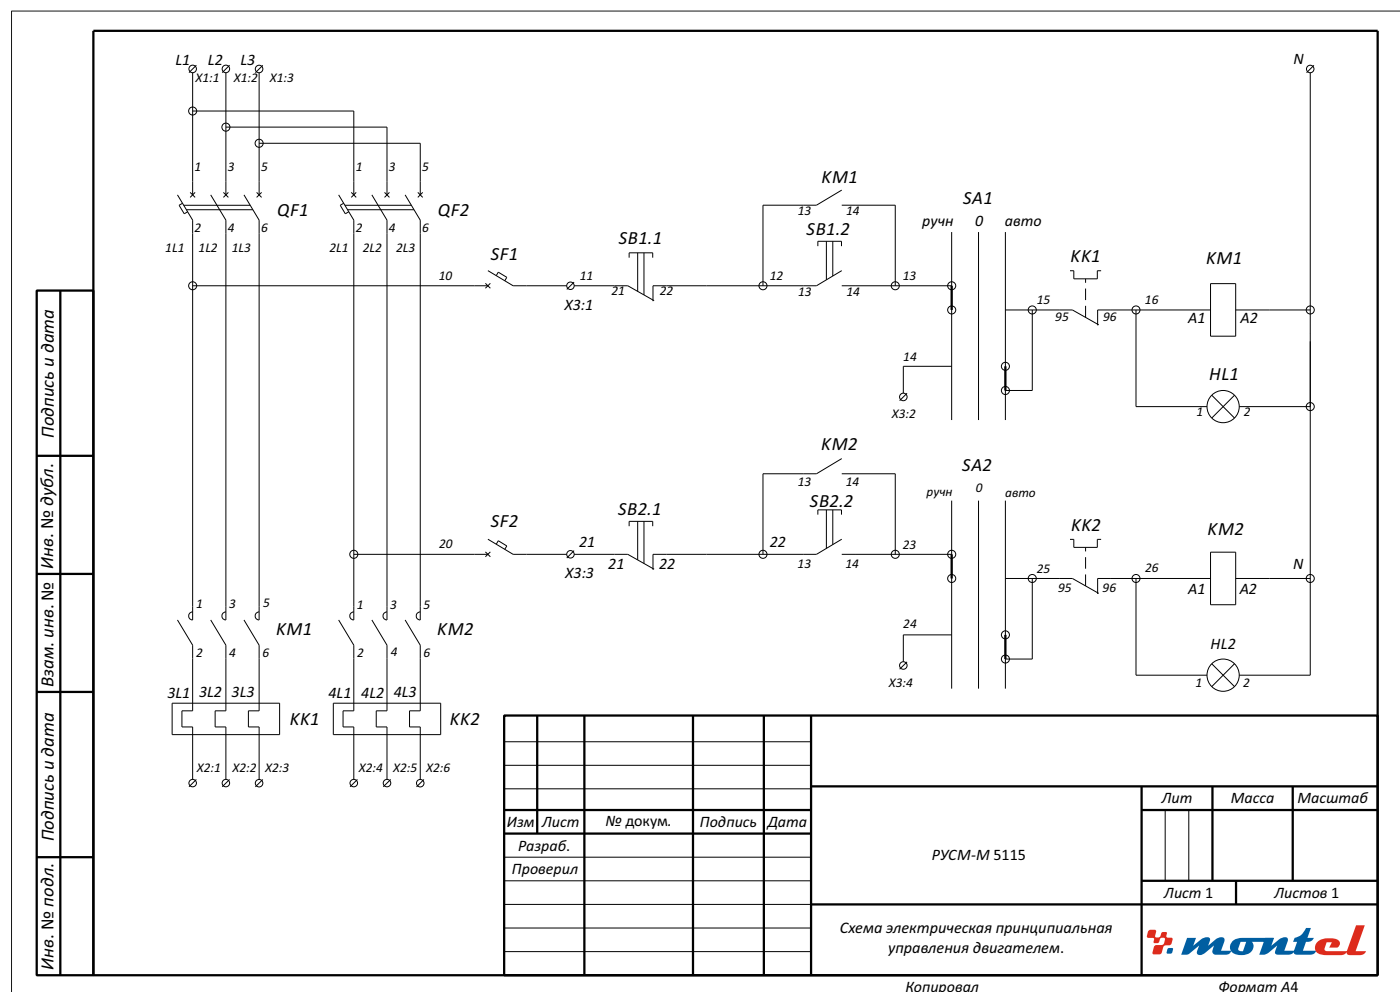 L1 L2 L3 N
X1:1 X1:2 X1:3
1 3 5 1 3 5
QF1 QF2
2 4 6 2 4 6
1L1 1L2 1L3 2L1 2L2 2L3
KM1
13 14
SB1.1 SB1.2
SF1
10 11 12 13
21 22 13 14
X3:1
SA1
ручн 0 авто
KK1 KM1
15 16
95 96 A1 A2
14
X3:2
HL1
1 2
KM2
13 14
SB2.1 SB2.2
SF2
20 21 22 23
21 22 13 14
X3:3
SA2
ручн 0 авто
KK2 KM2
25 26 N
95 96 A1 A2
24
X3:4
HL2
1 2
1 3 5 1 3 5
KM1 KM2
2 4 6 2 4 6
3L1 3L2 3L3 4L1 4L2 4L3
KK1 KK2
X2:1 X2:2 X2:3 X2:4 X2:5 X2:6
Подпись и дата
Инв. № дубл.
Взам. инв. №
Подпись и дата
Инв. № подл.
Изм Лист № докум. Подпись Дата
Разраб.
Проверил
РУСМ-М 5115
Лит Масса Масштаб
Лист 1 Листов 1
Схема электрическая принципиальная
управления двигателем.
montel
Копировал Формат А4